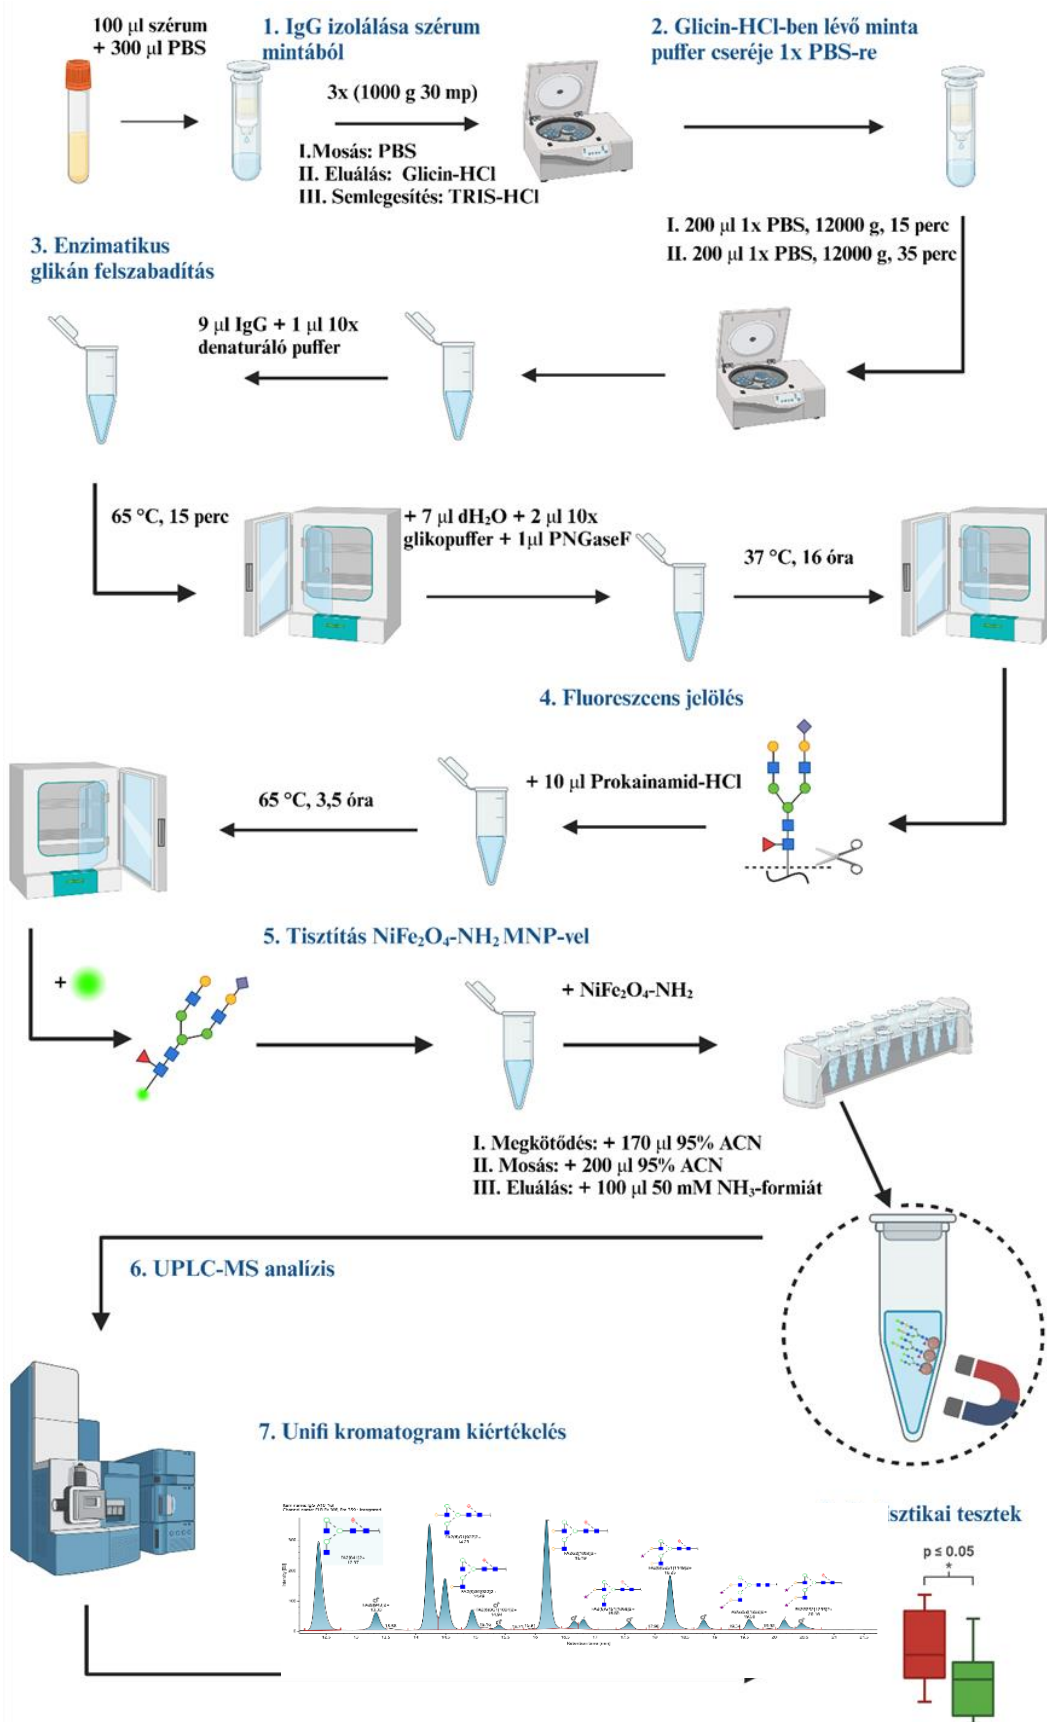 100 µl szérum
+ 300 µl PBS
1. IgG izolálása szérum
mintából
3x (1000 g 30 mp)
I.Mosás: PBS
II. Eluálás: Glicin-HCl
III. Semlegesítés: TRIS-HCl
2. Glicin-HCl-ben lévő minta
puffer cseréje 1x PBS-re
I. 200 µl 1x PBS, 12000 g, 15 perc
II. 200 µl 1x PBS, 12000 g, 35 perc
3. Enzimatikus
glikán felszabadítás
9 µl IgG + 1 µl 10x
denaturáló puffer
65 °C, 15 perc
+ 7 µl dH₂O + 2 µl 10x
glikopuffer + 1µl PNGaseF
37 °C, 16 óra
4. Fluoreszcens jelölés
+ 10 µl Prokainamid-HCl
65 °C, 3,5 óra
5. Tisztítás NiFe₂O₄-NH₂ MNP-vel
+
+ NiFe₂O₄-NH₂
I. Megkötődés: + 170 µl 95% ACN
II. Mosás: + 200 µl 95% ACN
III. Eluálás: + 100 µl 50 mM NH₃-formiát
6. UPLC-MS analízis
7. Unifi kromatogram kiértékelés
sztikai tesztek
p ≤ 0.05
*